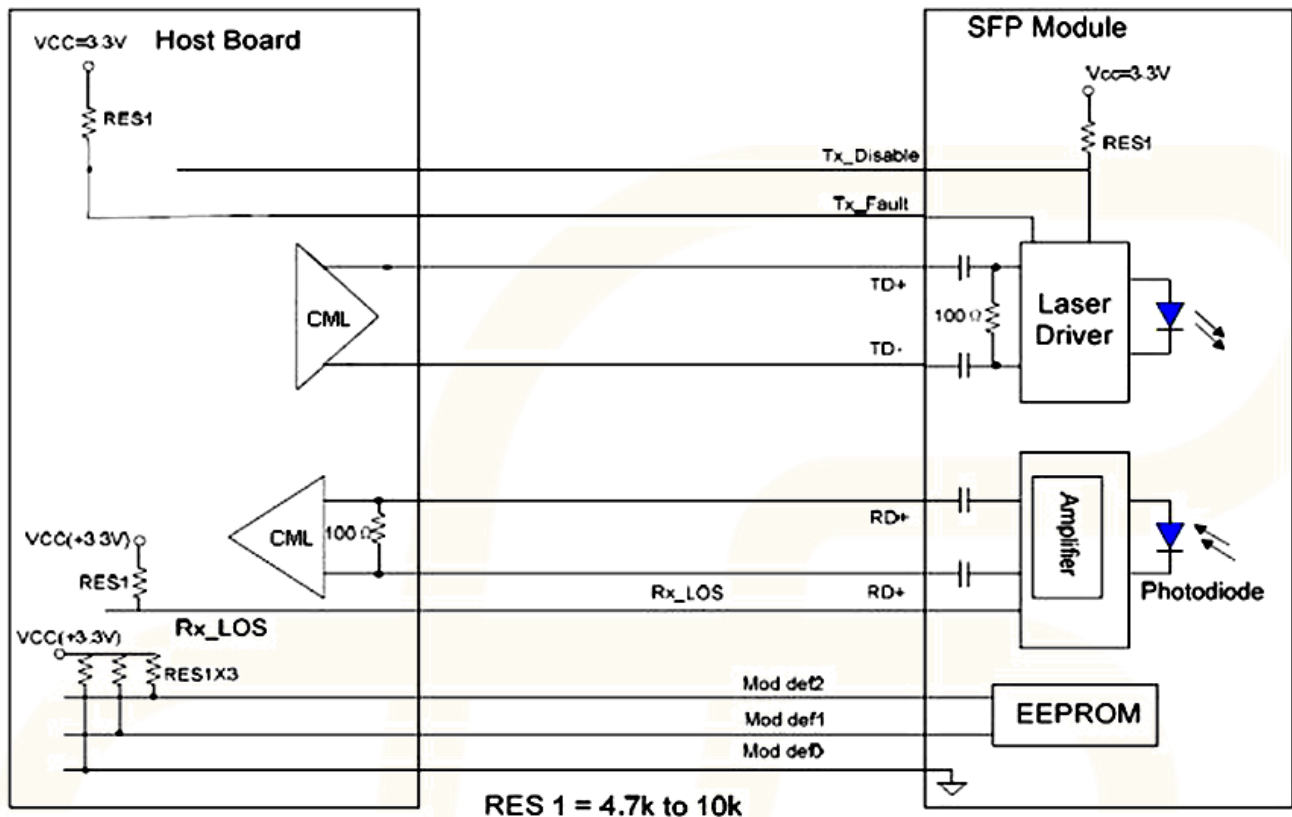 Host Board
SFP Module
VCC=3.3V
Vcc=3.3V
RES1
RES1
Tx_Disable
Tx_Fault
CML
TD+
TD-
100 Ω
Laser
Driver
CML
100 Ω
RD+
RD+
Amplifier
Photodiode
VCC(+3.3V)
RES1
Rx_LOS
Rx_LOS
VCC(+3.3V)
RES1X3
Mod def2
Mod def1
Mod def0
EEPROM
RES 1 = 4.7k to 10k